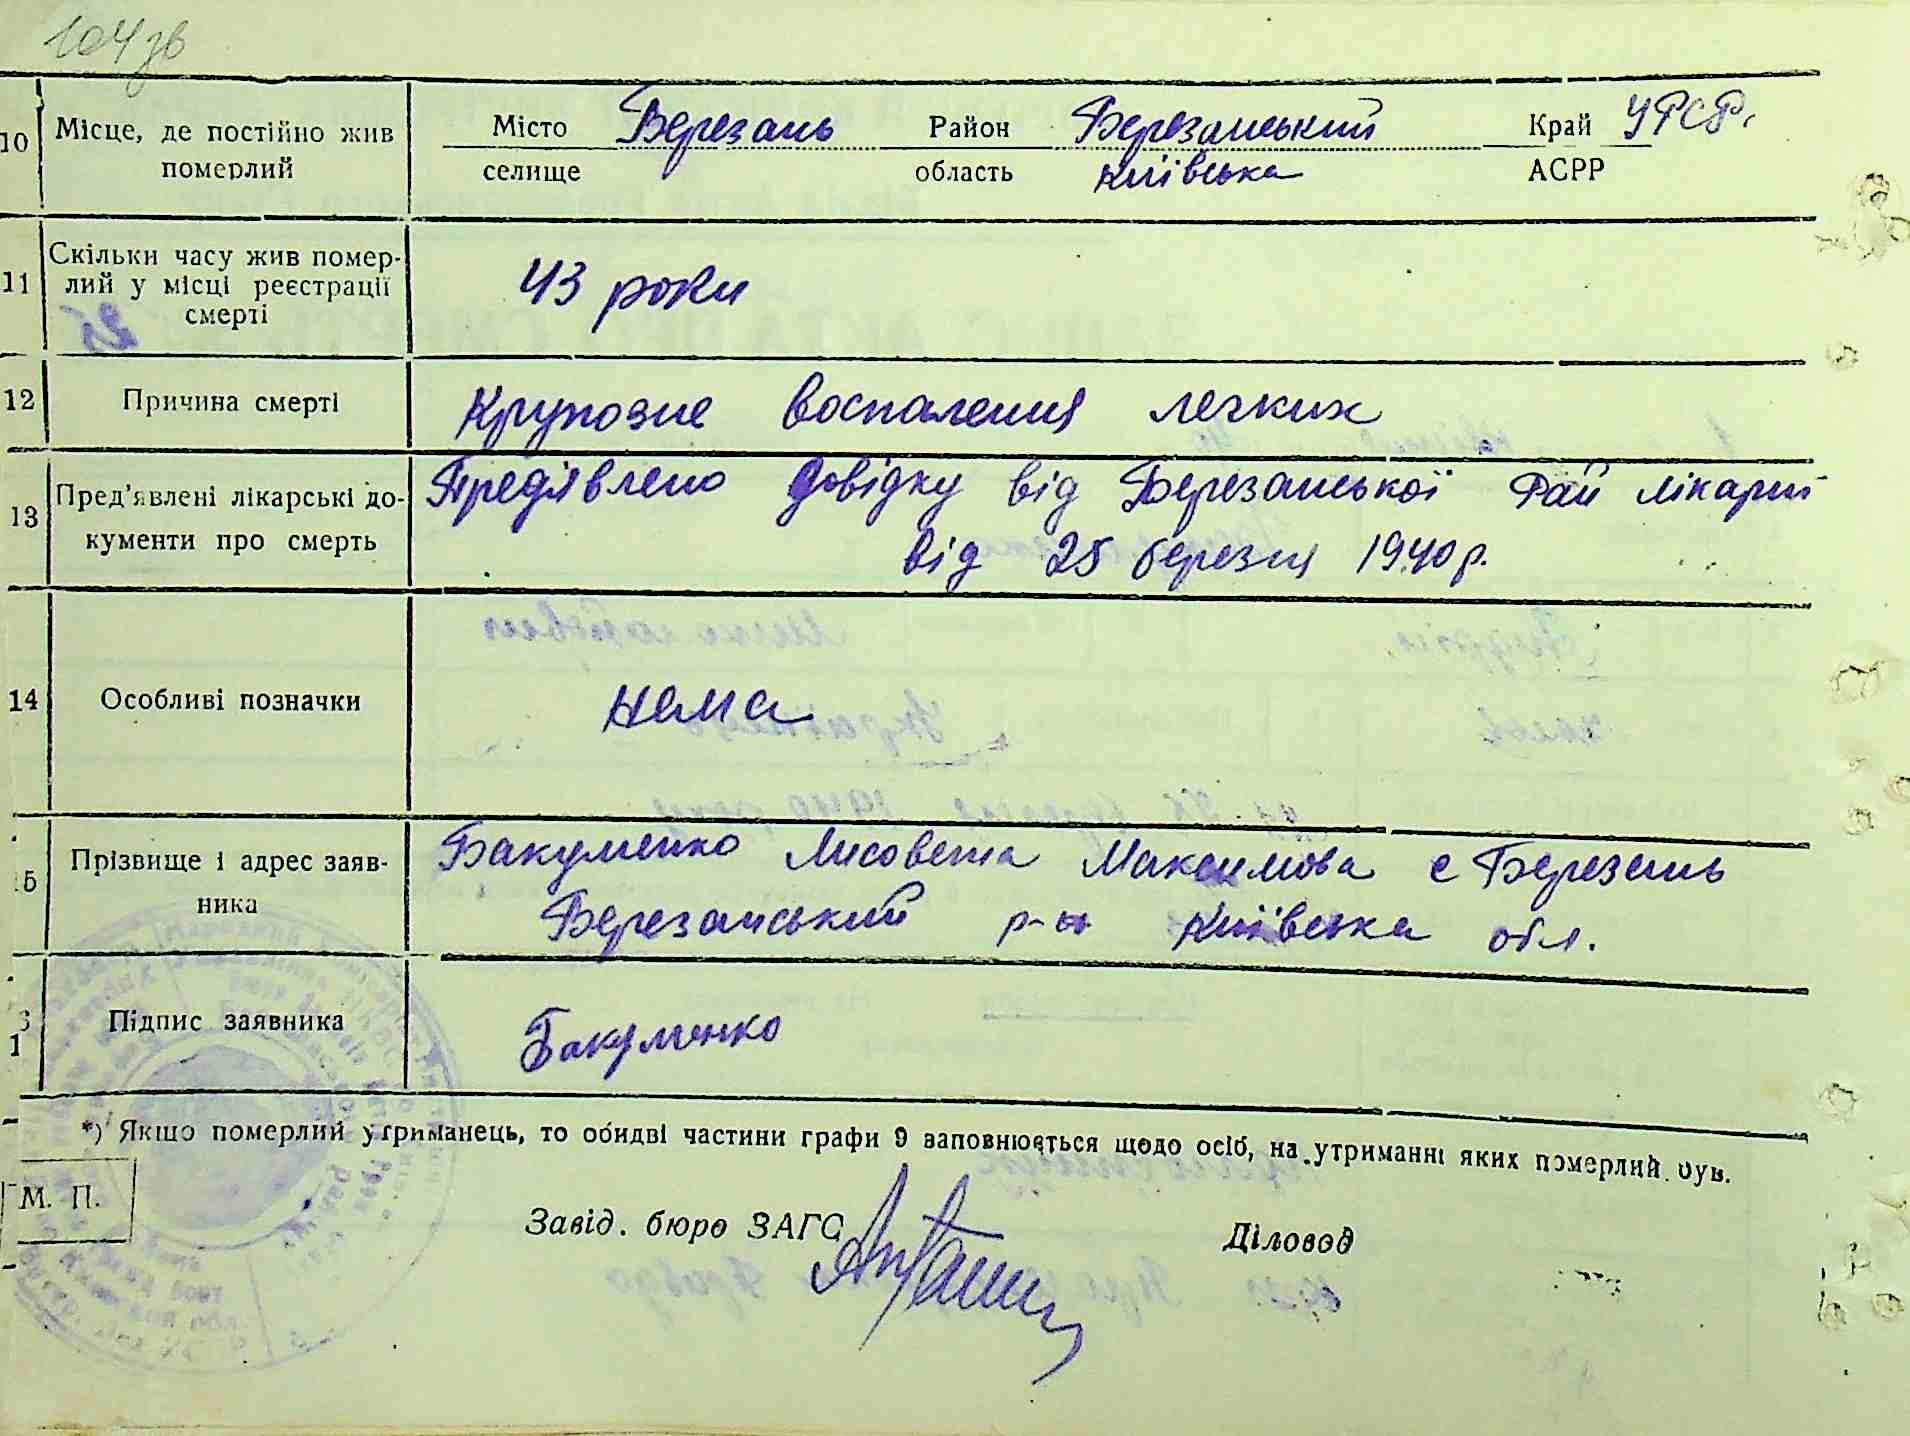 104зв
10 Місце, де постійно жив померлий
Місто Березань Район Березанський Край УРСР.
селище область Київська АСРР
11 Скільки часу жив помер-
лий у місці реєстрації
смерті
43 роки
12 Причина смерті Крупозне воспаления легких
13 Пред'явлені лікарські до-
кументи про смерть
Предявлено довідку від Березанської Рай лікарні
від 25 березня 1940 р.
14 Особливі позначки нема
15 Прізвище і адрес заяв-
ника
Бакуменко Лисовета Максимова с Березань
Березанський р-н Київська обл.
Підпис заявника Бакуменко
*) Якщо померлий утриманець, то обидві частини графи 9 заповнюється щодо осіб, на утриманні яких померлий був.
М. П.
Завід. бюро ЗАГС Діловод